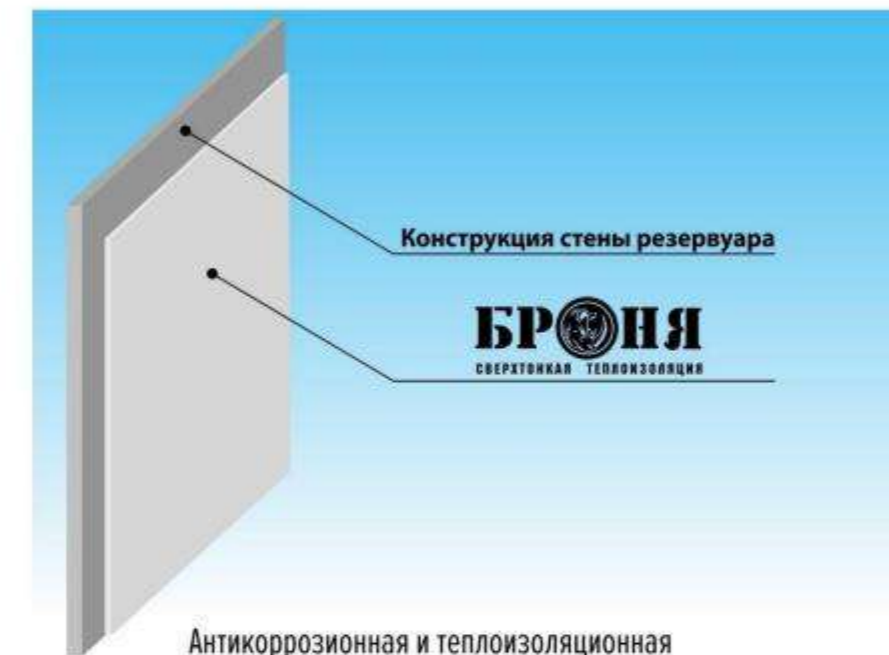 Конструкция стены резервуара
БРОНЯ
СВЕРХТОНКАЯ ТЕПЛОИЗОЛЯЦИЯ
Антикоррозионная и теплоизоляционная